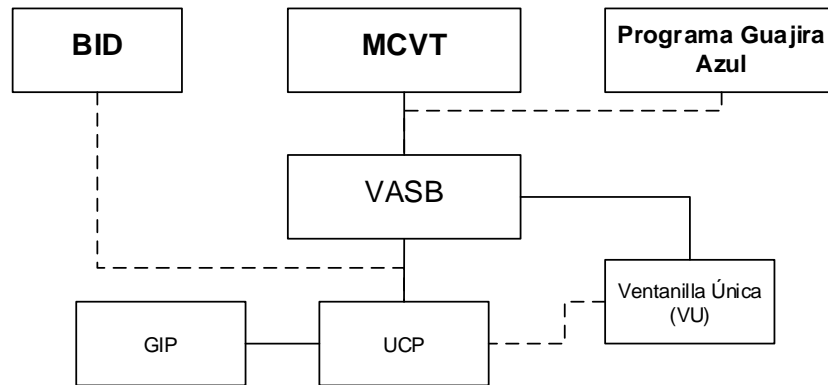 BID
MCVT
Programa Guajira
Azul
VASB
Ventanilla Única
(VU)
GIP
UCP